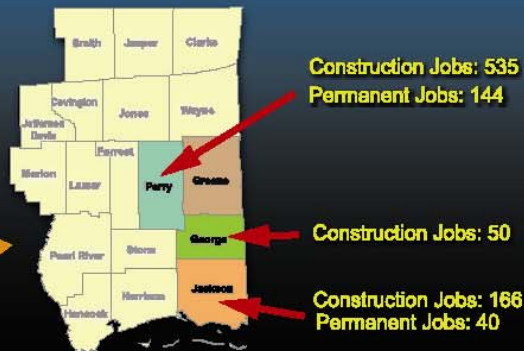 Smith Jasper Clarke
Construction Jobs: 535
Permanent Jobs: 144
Covington Jones Wayne
Jefferson
Davis
Forrest
Marion Lamar Perry Greene
George
Construction Jobs: 50
Pearl River Stone
Jackson
Harrison
Hancock
Construction Jobs: 166
Permanent Jobs: 40